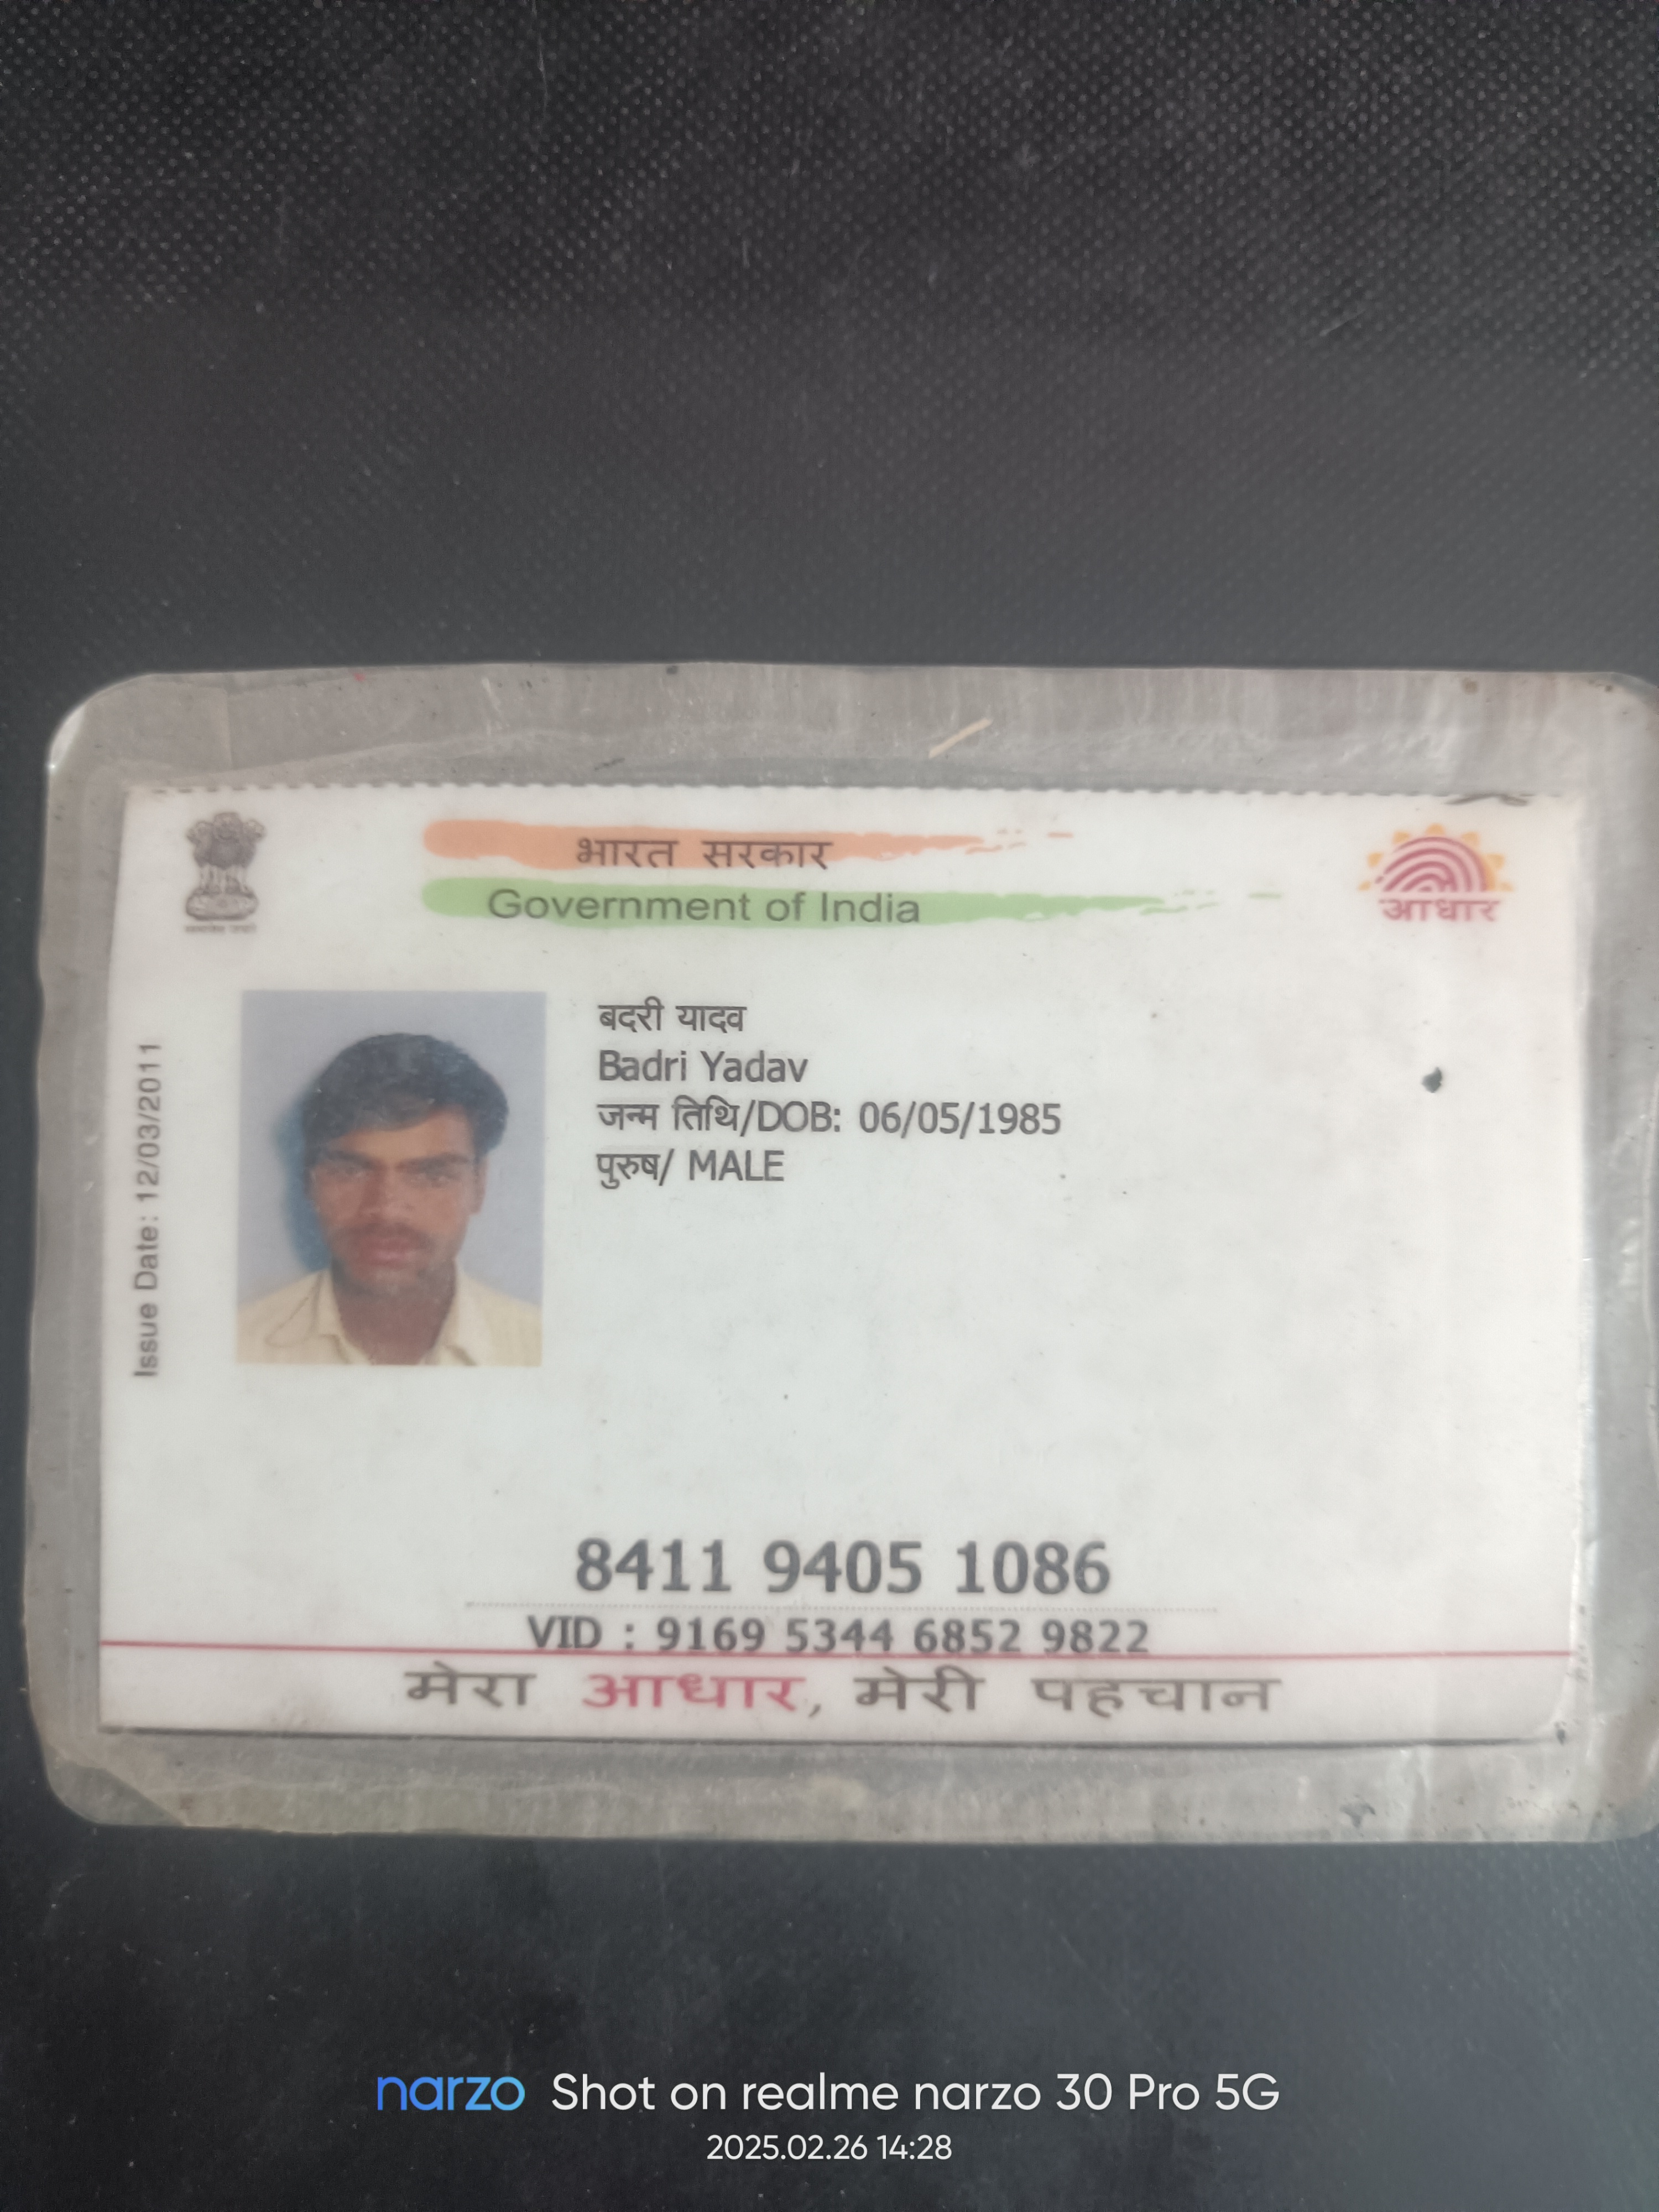 भारत सरकार
Government of India
आधार
Issue Date: 12/03/2011
बदरी यादव
Badri Yadav
जन्म तिथि/DOB: 06/05/1985
पुरुष/ MALE
8411 9405 1086
VID : 9169 5344 6852 9822
मेरा आधार, मेरी पहचान
narzo Shot on realme narzo 30 Pro 5G
2025.02.26 14:28